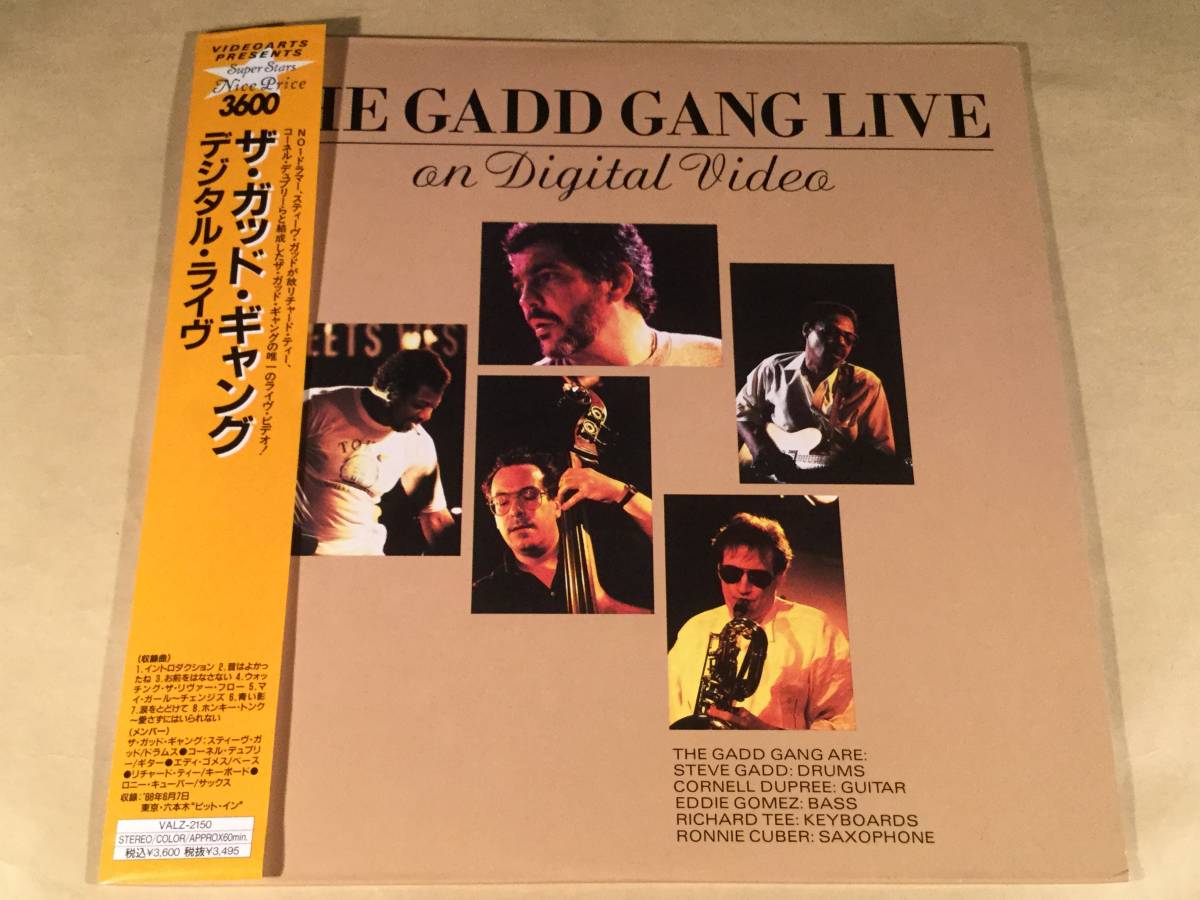 VIDEOARTS
PRESENTS
Super Stars
Nice Price
3600
ザ・ガッド・ギャング
デジタル・ライヴ
NO1ドラマー、スティーヴ・ガッドが故リチャード・ティー、
コーネル・デュプリーらと結成したザ・ガッド・ギャングの唯一のライヴ・ビデオ!
(収録曲)
1.イントロダクション 2.昔はよかっ
たね 3.お前をはなさない 4.ウォッ
チング・ザ・リヴァー・フロー 5.マ
イ・ガール〜チェンジズ 6.青い影
7.涙をとどけて 8.ホンキー・トンク
〜愛さずにはいられない
(メンバー)
ザ・ガッド・ギャング:スティーヴ・ガ
ッド/ドラムス●コーネル・デュプリ
ー/ギター●エディ・ゴメス/ベース
●リチャード・ティー/キーボード●
ロニー・キューバー/サックス
収録:'88年8月7日
東京・六本木"ピット・イン"
VALZ-2150
STEREO/COLOR/APPROX60min.
税込¥3,600 税抜¥3,495
HE GADD GANG LIVE
on Digital Video
EETS WES
TO
THE GADD GANG ARE:
STEVE GADD: DRUMS
CORNELL DUPREE: GUITAR
EDDIE GOMEZ: BASS
RICHARD TEE: KEYBOARDS
RONNIE CUBER: SAXOPHONE